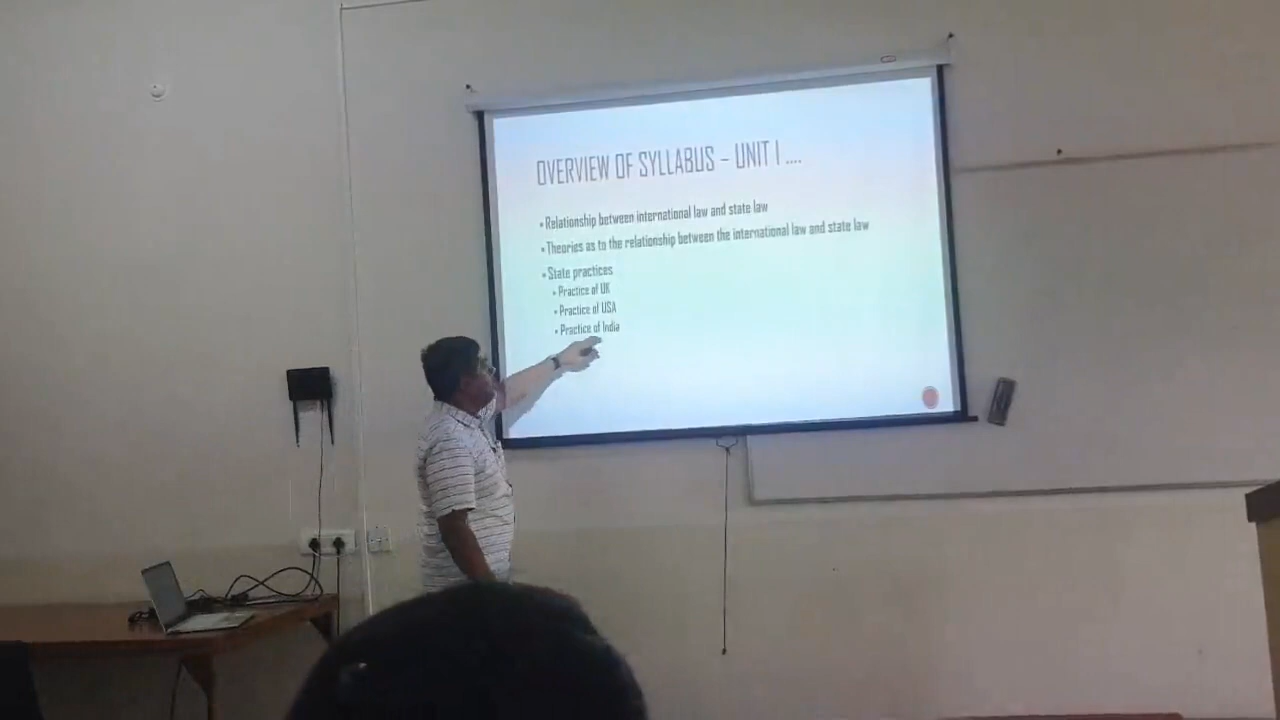 OVERVIEW OF SYLLABUS – UNIT I ....
• Relationship between international law and state law
• Theories as to the relationship between the international law and state law
• State practices
• Practice of UK
• Practice of USA
• Practice of India